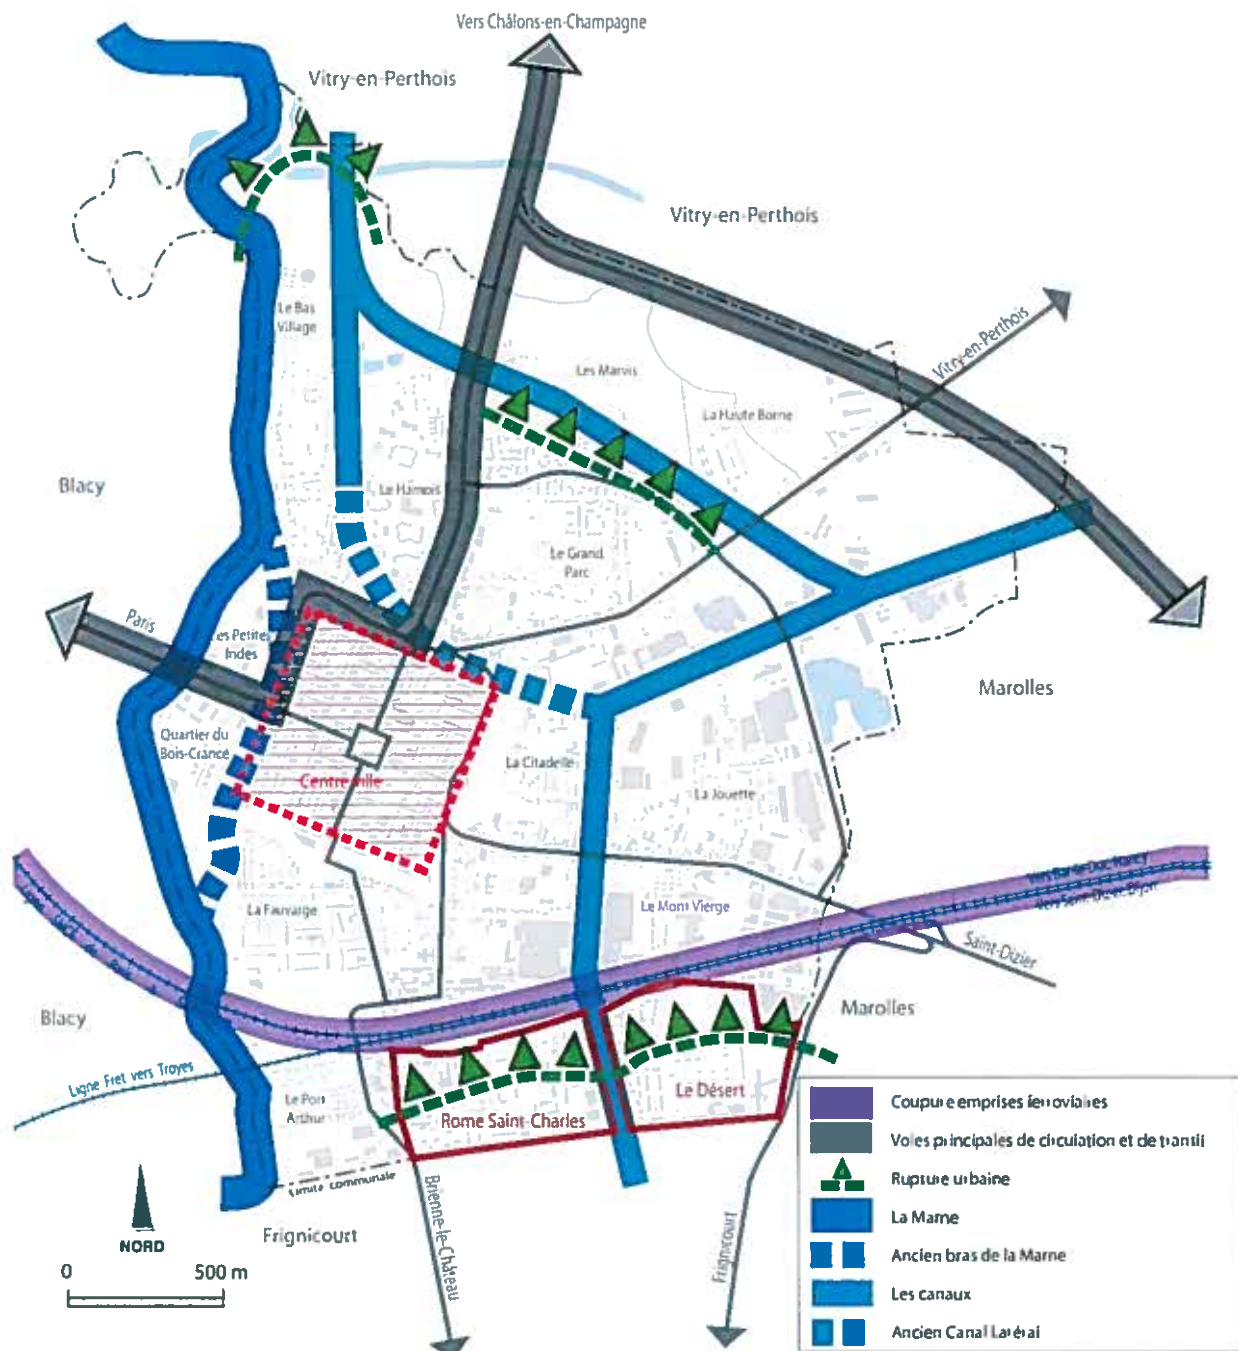 Vers Châlons-en-Champagne
Vitry-en-Perthois
Vitry-en-Perthois
Le Bas
Village
Vitry-en-Perthois
Les Marvis
La Haute Borne
Blacy
Le Hamois
Le Grand
Parc
Paris
Les Petites
Indes
Marolles
Quartier du
Bois-Crancé
Centre ville
La Citadelle
La Jouette
La Fauvarge
Le Mont Vierge
Saint-Dizier
Blacy
Marolles
Ligne Fret vers Troyes
Le Port
Arthur
Rome Saint-Charles
Le Désert
Limite communale
Brienne-le-Château
Frignicourt
Frignicourt
NORD
0 500 m
Coupure emprises ferroviaires
Voies principales de circulation et de transit
Rupture urbaine
La Marne
Ancien bras de la Marne
Les canaux
Ancien Canal Latéral